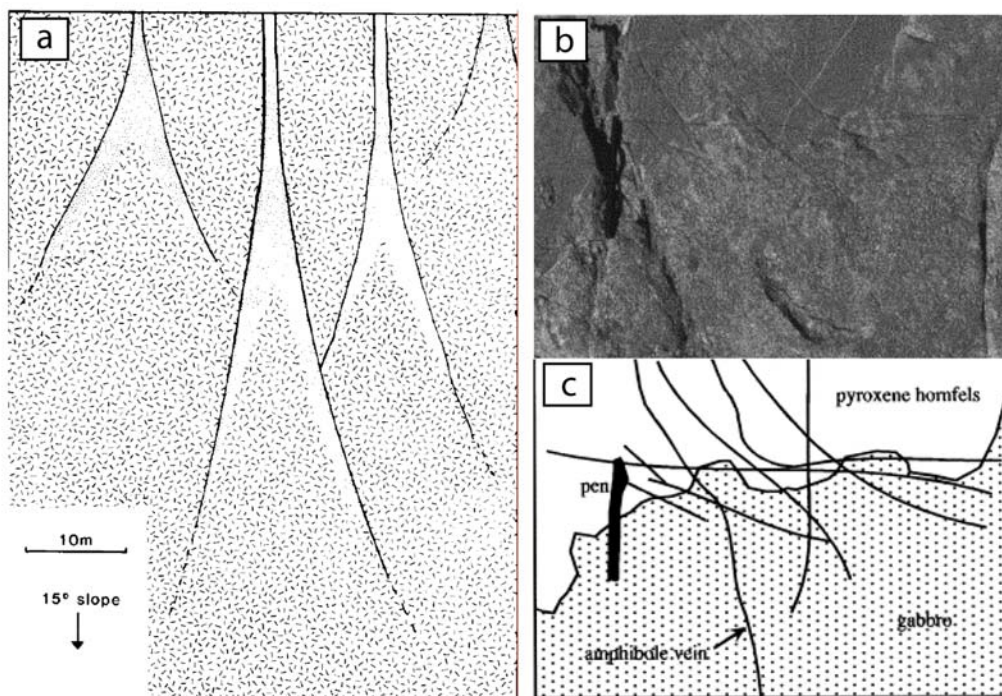 a
10m
15° slope
b
c
pyroxene hornfels
pen
gabbro
amphibole vein